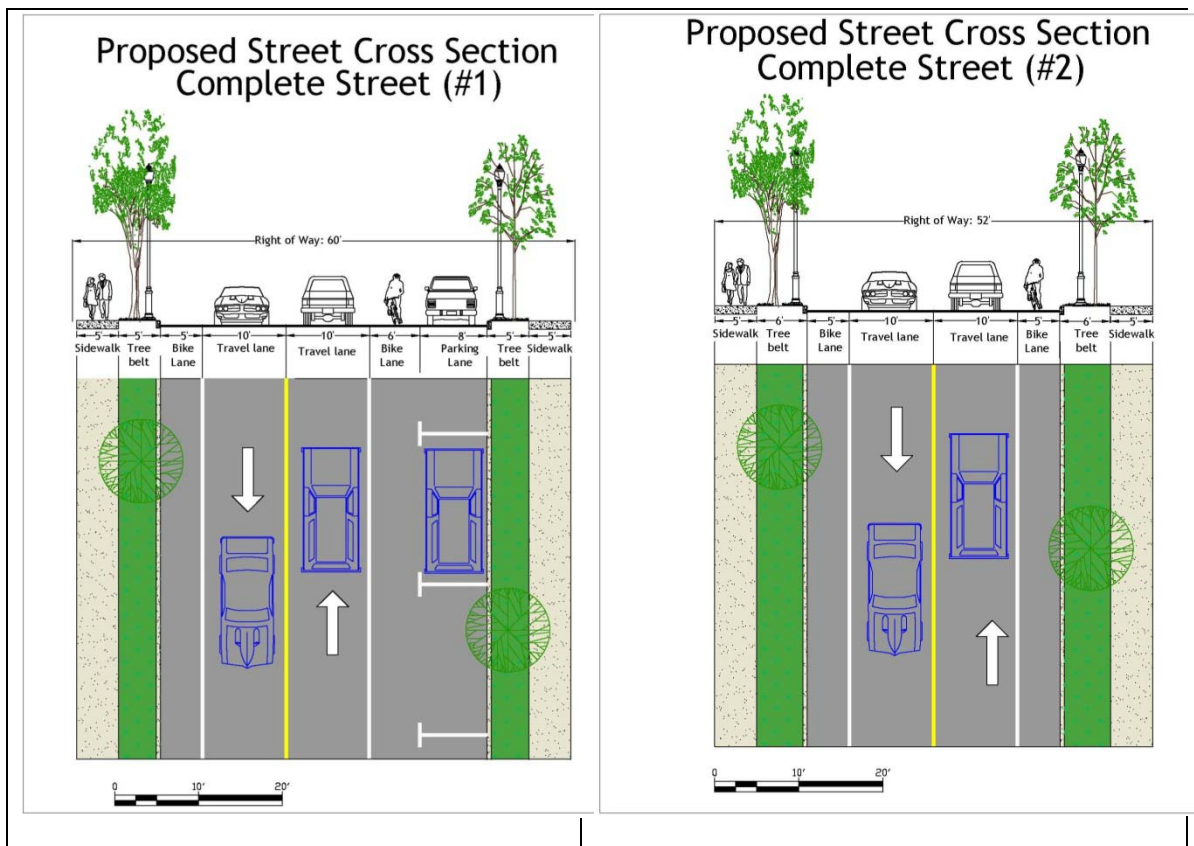 Proposed Street Cross Section
Complete Street (#1)
Right of Way: 60'
5' 5' 5' 10' 10' 6' 8' 5' 5'
Sidewalk Tree belt Bike Lane Travel lane Travel lane Bike Lane Parking Lane Tree belt Sidewalk
0 10' 20'
Proposed Street Cross Section
Complete Street (#2)
Right of Way: 52'
5' 6' 5' 10' 10' 5' 6' 5'
Sidewalk Tree belt Bike Lane Travel lane Travel lane Bike Lane Tree belt Sidewalk
0 10' 20'